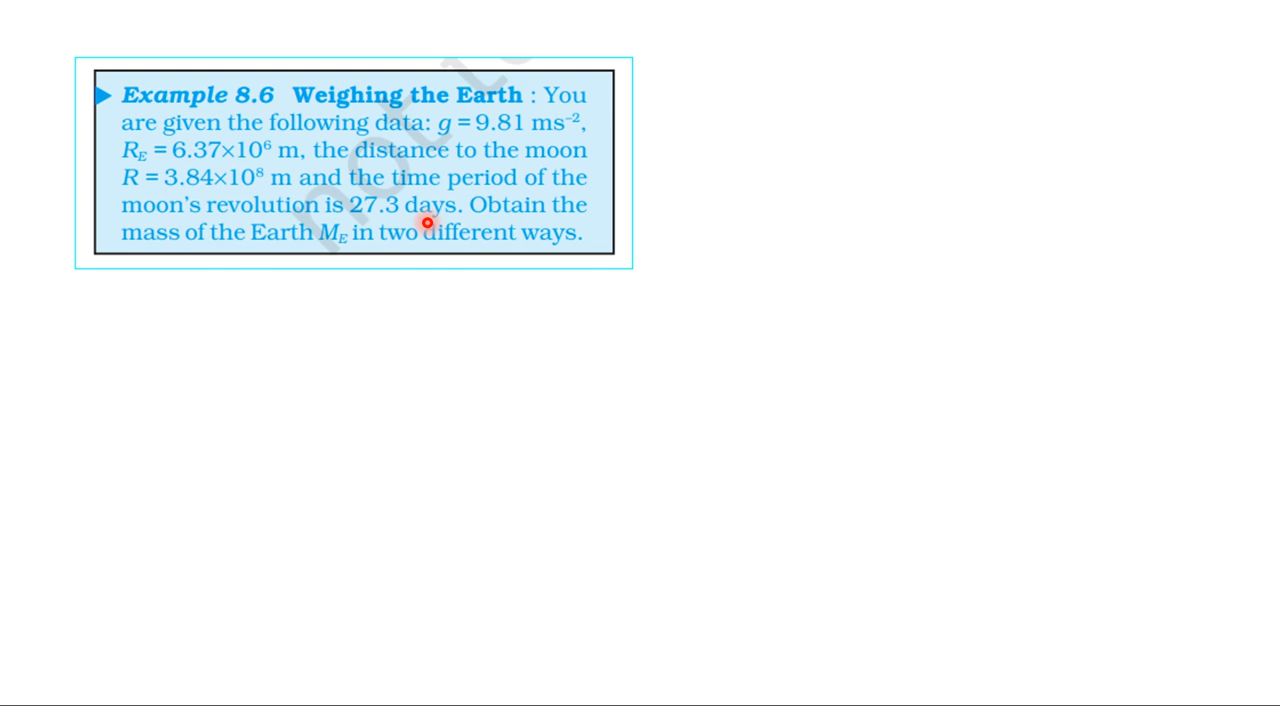 Example 8.6 Weighing the Earth : You
are given the following data: g = 9.81 ms⁻²,
R_E = 6.37×10⁶ m, the distance to the moon
R = 3.84×10⁸ m and the time period of the
moon's revolution is 27.3 days. Obtain the
mass of the Earth M_E in two different ways.
not to